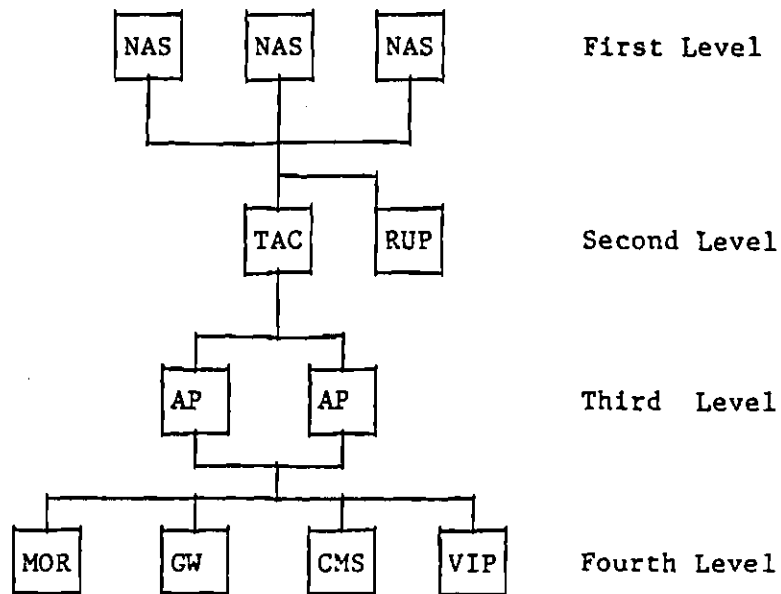 NAS NAS NAS First Level
TAC RUP Second Level
AP AP Third Level
MOR GW CMS VIP Fourth Level